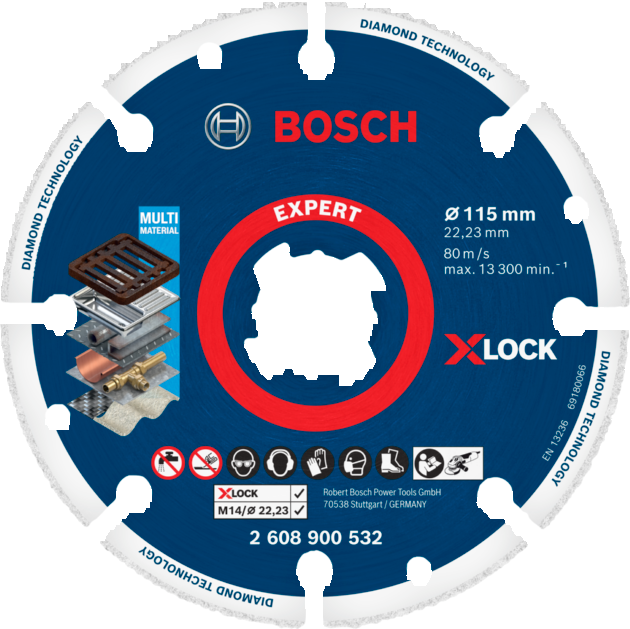 DIAMOND TECHNOLOGY
DIAMOND TECHNOLOGY
BOSCH
MULTI
MATERIAL
EXPERT
Ø 115 mm
22,23 mm
80 m/s
max. 13 300 min.⁻¹
XLOCK
DIAMOND TECHNOLOGY
EN 13236 69180066
XLOCK ✓
M14/Ø 22,23 ✓
Robert Bosch Power Tools GmbH
70538 Stuttgart / GERMANY
2 608 900 532
DIAMOND TECHNOLOGY
DIAMOND TECHNOLOGY